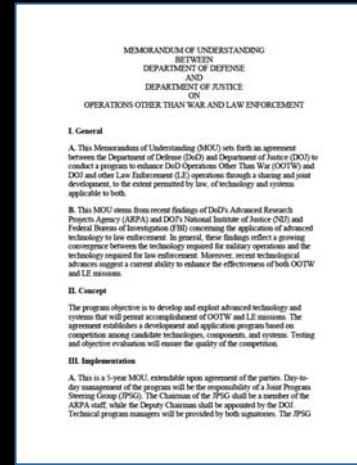 MEMORANDUM OF UNDERSTANDING
BETWEEN
DEPARTMENT OF DEFENSE
AND
DEPARTMENT OF JUSTICE
ON
OPERATIONS OTHER THAN WAR AND LAW ENFORCEMENT
I. General
A. This Memorandum of Understanding (MOU) sets forth an agreement
between the Department of Defense (DoD) and Department of Justice (DOJ) to
conduct a program to enhance DoD Operations Other Than War (OOTW) and
DOJ and other Law Enforcement (LE) operations through a sharing and joint
development, to the extent permitted by law, of technology and systems
applicable to both.
B. This MOU stems from recent findings of DoD's Advanced Research
Projects Agency (ARPA) and DOJ's National Institute of Justice (NIJ) and
Federal Bureau of Investigation (FBI) concerning the application of advanced
technology to law enforcement. In general, these findings reflect a growing
convergence between the technology required for military operations and the
technology required for law enforcement. Moreover, recent technological
advances suggest a current ability to enhance the effectiveness of both OOTW
and LE missions.
II. Concept
The program objective is to develop and exploit advanced technology and
systems that will permit accomplishment of OOTW and LE missions. The
agreement establishes a development and application program based on
competition among candidate technologies, components, and systems. Testing
and objective evaluation will ensure the quality of the competition.
III. Implementation
A. This is a 5-year MOU, extendable upon agreement of the parties. Day-to-
day management of the program will be the responsibility of a Joint Program
Steering Group (JPSG). The Chairman of the JPSG shall be a member of the
ARPA staff, while the Deputy Chairman shall be appointed by the DOJ.
Technical program managers will be provided by both signatories. The JPSG